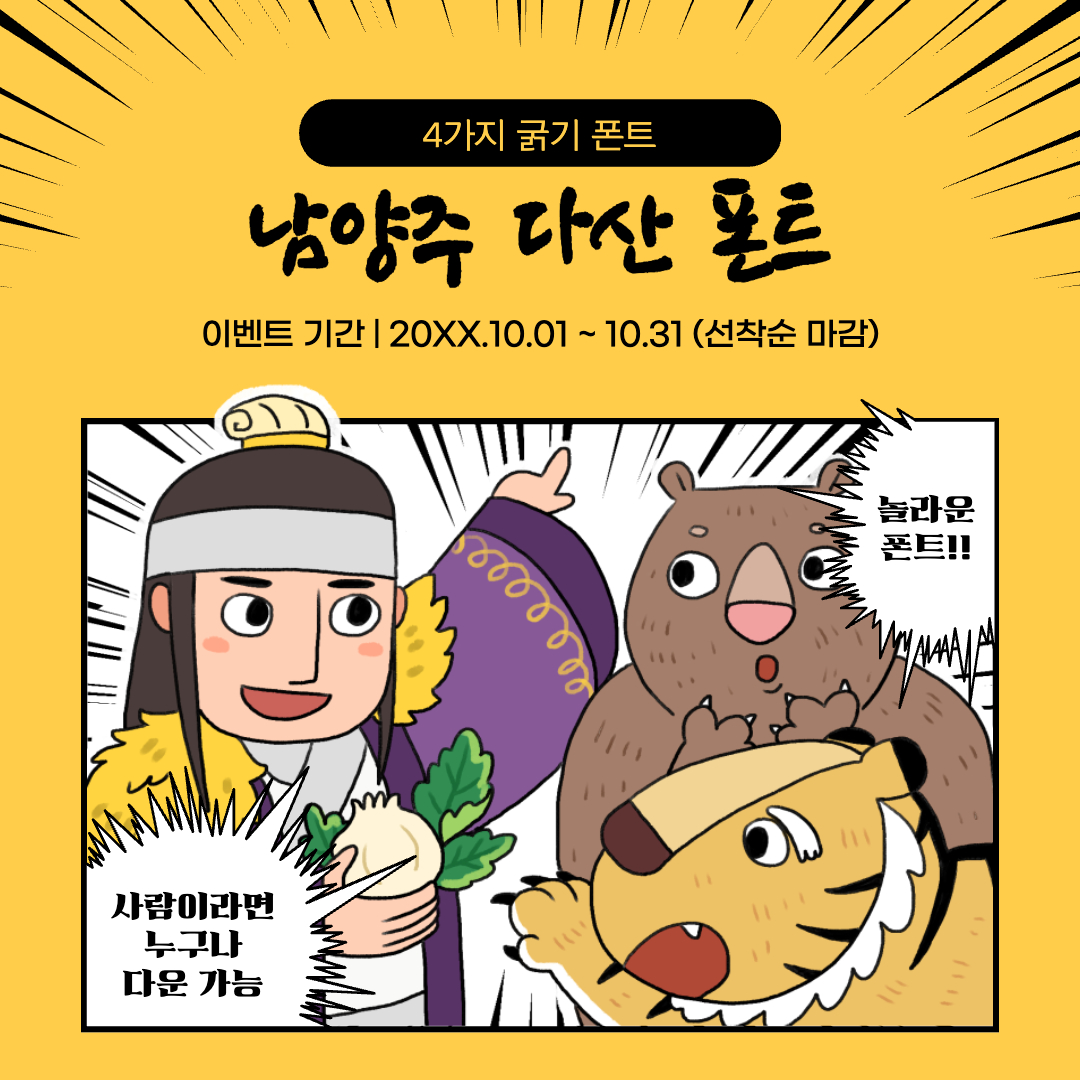 4가지 굵기 폰트
남양주 다산 폰트
이벤트 기간 | 20XX.10.01 ~ 10.31 (선착순 마감)
놀라운
폰트!!
사람이라면
누구나
다운 가능